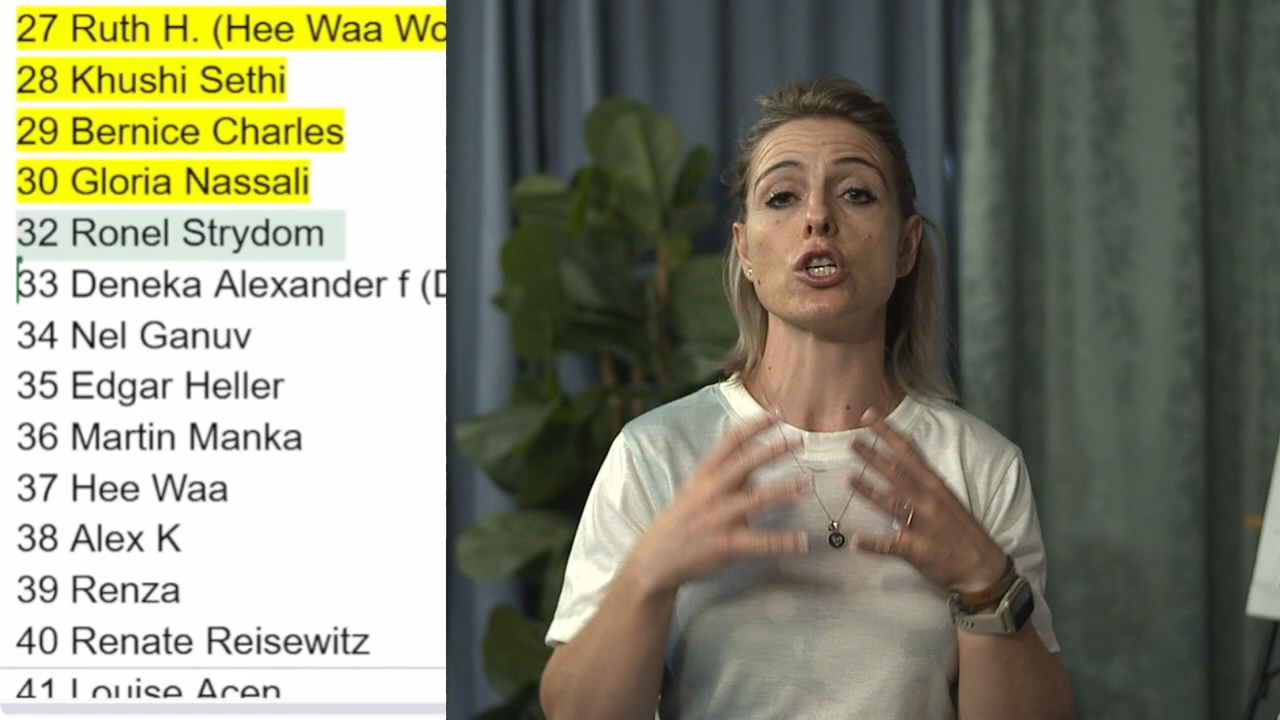 27 Ruth H. (Hee Waa Wo
28 Khushi Sethi
29 Bernice Charles
30 Gloria Nassali
32 Ronel Strydom
33 Deneka Alexander f (D
34 Nel Ganuv
35 Edgar Heller
36 Martin Manka
37 Hee Waa
38 Alex K
39 Renza
40 Renate Reisewitz
41 Louise Acen